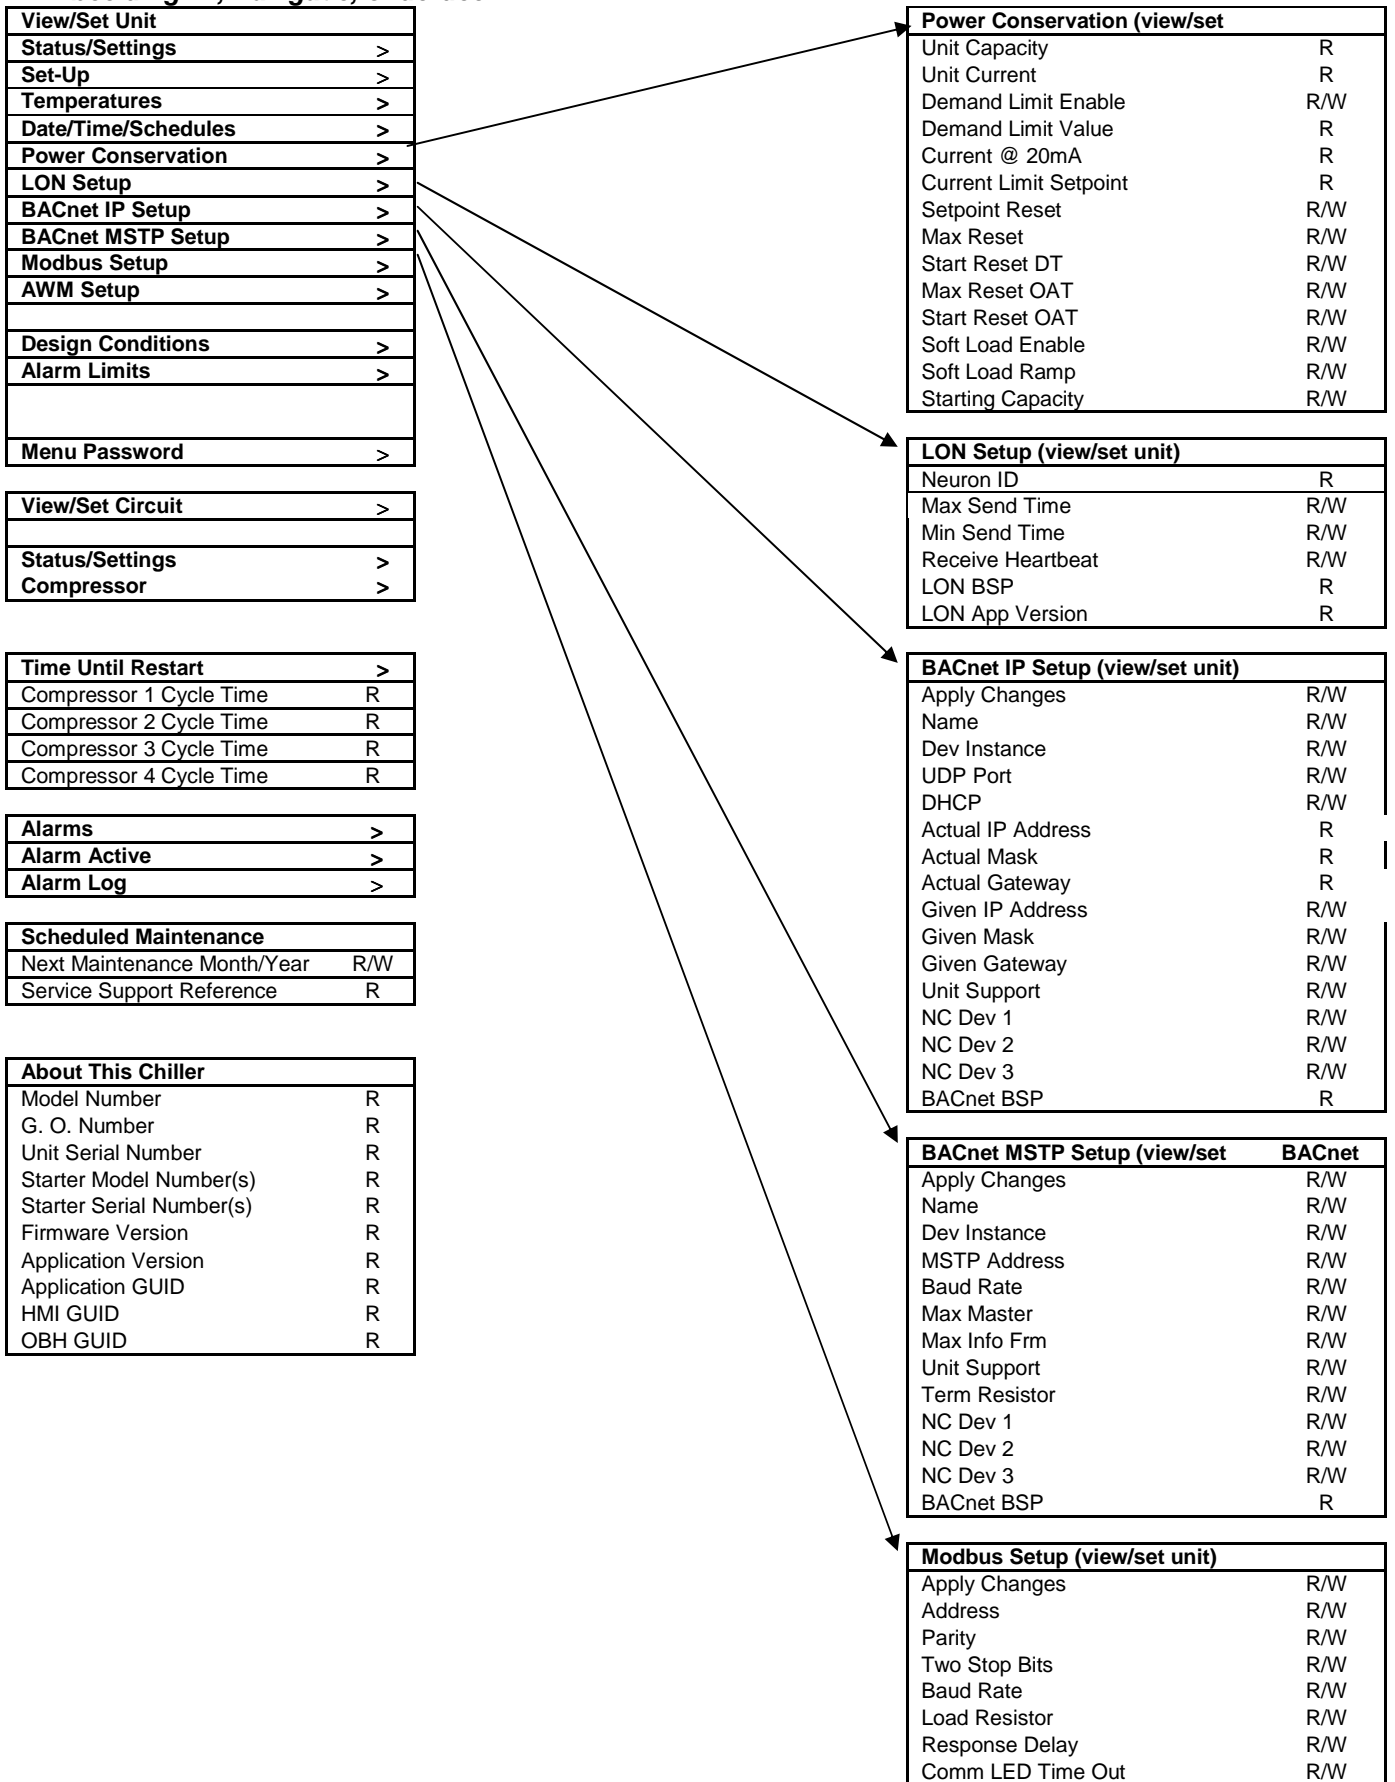 View/Set Unit
Status/Settings >
Set-Up >
Temperatures >
Date/Time/Schedules >
Power Conservation >
LON Setup >
BACnet IP Setup >
BACnet MSTP Setup >
Modbus Setup >
AWM Setup >
Design Conditions >
Alarm Limits >
Menu Password >
View/Set Circuit >
Status/Settings >
Compressor >
Time Until Restart >
Compressor 1 Cycle Time R
Compressor 2 Cycle Time R
Compressor 3 Cycle Time R
Compressor 4 Cycle Time R
Alarms >
Alarm Active >
Alarm Log >
Scheduled Maintenance
Next Maintenance Month/Year R/W
Service Support Reference R
About This Chiller
Model Number R
G. O. Number R
Unit Serial Number R
Starter Model Number(s) R
Starter Serial Number(s) R
Firmware Version R
Application Version R
Application GUID R
HMI GUID R
OBH GUID R
Power Conservation (view/set
Unit Capacity R
Unit Current R
Demand Limit Enable R/W
Demand Limit Value R
Current @ 20mA R
Current Limit Setpoint R
Setpoint Reset R/W
Max Reset R/W
Start Reset DT R/W
Max Reset OAT R/W
Start Reset OAT R/W
Soft Load Enable R/W
Soft Load Ramp R/W
Starting Capacity R/W
LON Setup (view/set unit)
Neuron ID R
Max Send Time R/W
Min Send Time R/W
Receive Heartbeat R/W
LON BSP R
LON App Version R
BACnet IP Setup (view/set unit)
Apply Changes R/W
Name R/W
Dev Instance R/W
UDP Port R/W
DHCP R/W
Actual IP Address R
Actual Mask R
Actual Gateway R
Given IP Address R/W
Given Mask R/W
Given Gateway R/W
Unit Support R/W
NC Dev 1 R/W
NC Dev 2 R/W
NC Dev 3 R/W
BACnet BSP R
BACnet MSTP Setup (view/set BACnet
Apply Changes R/W
Name R/W
Dev Instance R/W
MSTP Address R/W
Baud Rate R/W
Max Master R/W
Max Info Frm R/W
Unit Support R/W
Term Resistor R/W
NC Dev 1 R/W
NC Dev 2 R/W
NC Dev 3 R/W
BACnet BSP R
Modbus Setup (view/set unit)
Apply Changes R/W
Address R/W
Parity R/W
Two Stop Bits R/W
Baud Rate R/W
Load Resistor R/W
Response Delay R/W
Comm LED Time Out R/W